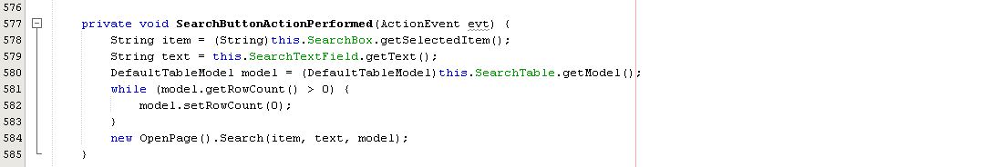 576
577 private void SearchButtonActionPerformed(ActionEvent evt) {
578 String item = (String)this.SearchBox.getSelectedItem();
579 String text = this.SearchTextField.getText();
580 DefaultTableModel model = (DefaultTableModel)this.SearchTable.getModel();
581 while (model.getRowCount() > 0) {
582 model.setRowCount(0);
583 }
584 new OpenPage().Search(item, text, model);
585 }